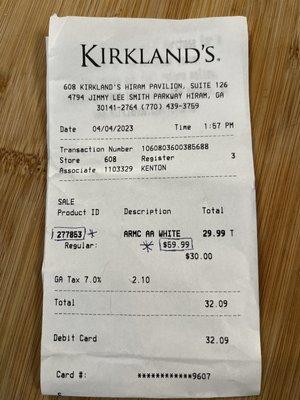 KIRKLAND'S
608 KIRKLAND'S HIRAM PAVILION, SUITE 126
4794 JIMMY LEE SMITH PARKWAY HIRAM, GA
30141-2764 (770) 439-3759
Date 04/04/2023 Time 1:57 PM
Transaction Number 1060803600385688
Store 608 Register 3
Associate 1103329 KENTON
SALE
Product ID Description Total
277853 * ARMC AA WHITE 29.99 T
Regular: * $59.99
$30.00
GA Tax 7.0% 2.10
Total 32.09
Debit Card 32.09
Card #: ************9607